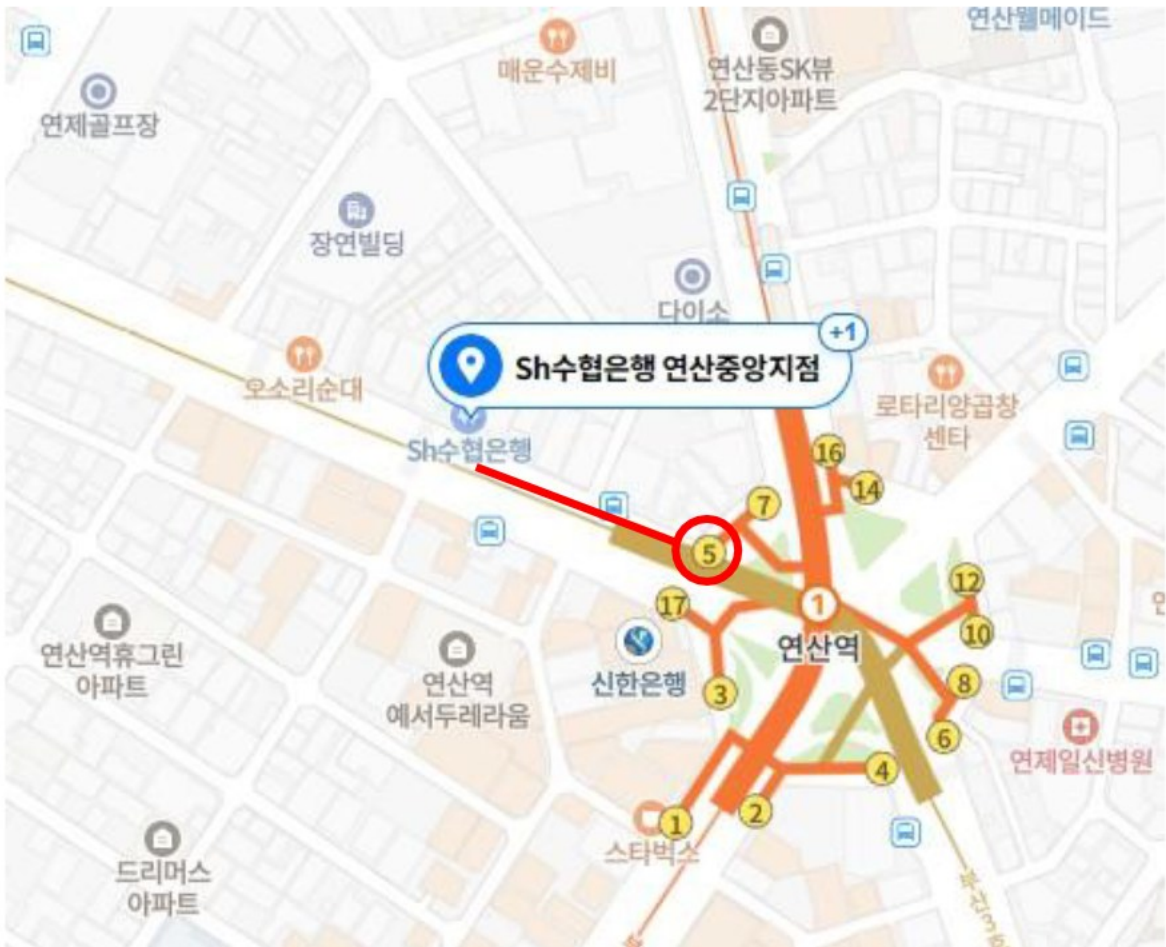 연산웰메이드
매운수제비
연산동SK뷰
2단지아파트
연제골프장
장연빌딩
다이소
+1
Sh수협은행 연산중앙지점
오소리순대
Sh수협은행
로타리양곱창
센타
16
14
7
5
12
10
17
1
연산역
신한은행
3
8
6
4
2
1
연산역휴그린
아파트
연산역
예서두레라움
연제일신병원
스타벅스
드리머스
아파트
부산3호